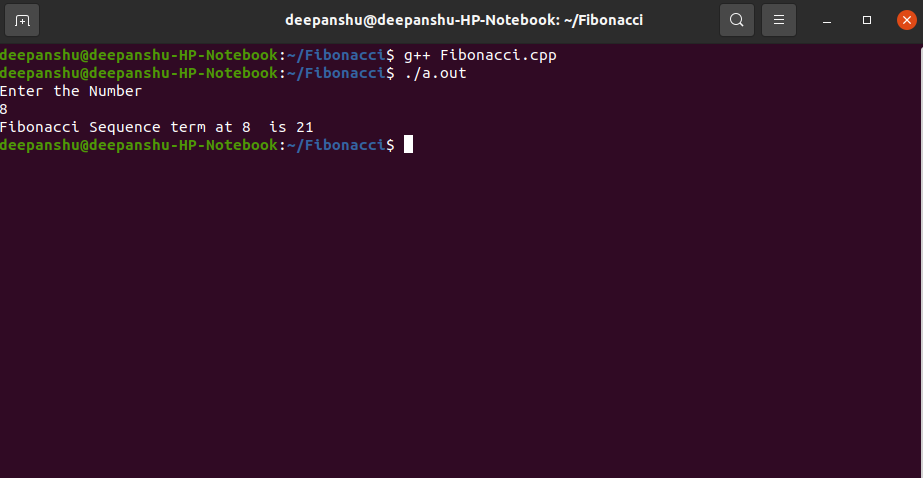 deepanshu@deepanshu-HP-Notebook: ~/Fibonacci
deepanshu@deepanshu-HP-Notebook:~/Fibonacci$ g++ Fibonacci.cpp
deepanshu@deepanshu-HP-Notebook:~/Fibonacci$ ./a.out
Enter the Number
8
Fibonacci Sequence term at 8  is 21
deepanshu@deepanshu-HP-Notebook:~/Fibonacci$